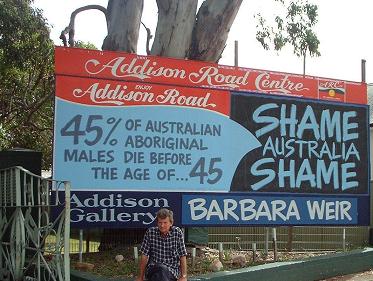 Addison Road Centre
ENJOY
Addison Road
45% OF AUSTRALIAN
ABORIGINAL
MALES DIE BEFORE
THE AGE OF...45
SHAME
AUSTRALIA
SHAME
Addison
Gallery
BARBARA WEIR